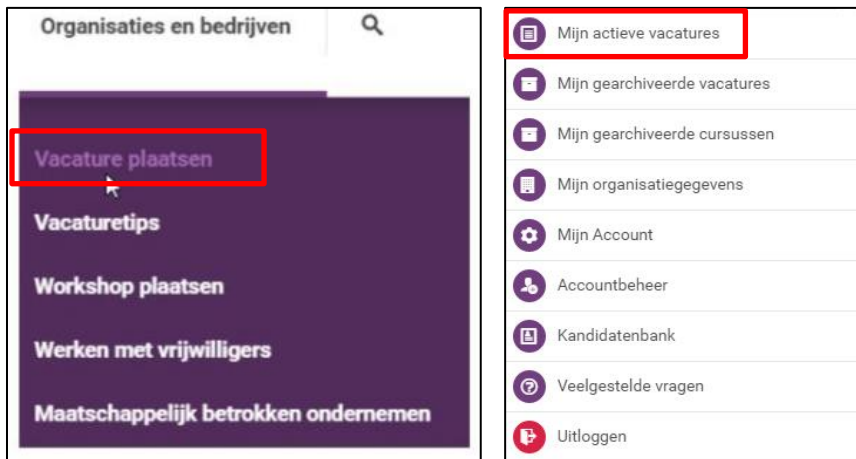 Organisaties en bedrijven
Vacature plaatsen
Vacaturetips
Workshop plaatsen
Werken met vrijwilligers
Maatschappelijk betrokken ondernemen
Mijn actieve vacatures
Mijn gearchiveerde vacatures
Mijn gearchiveerde cursussen
Mijn organisatiegegevens
Mijn Account
Accountbeheer
Kandidatenbank
Veelgestelde vragen
Uitloggen